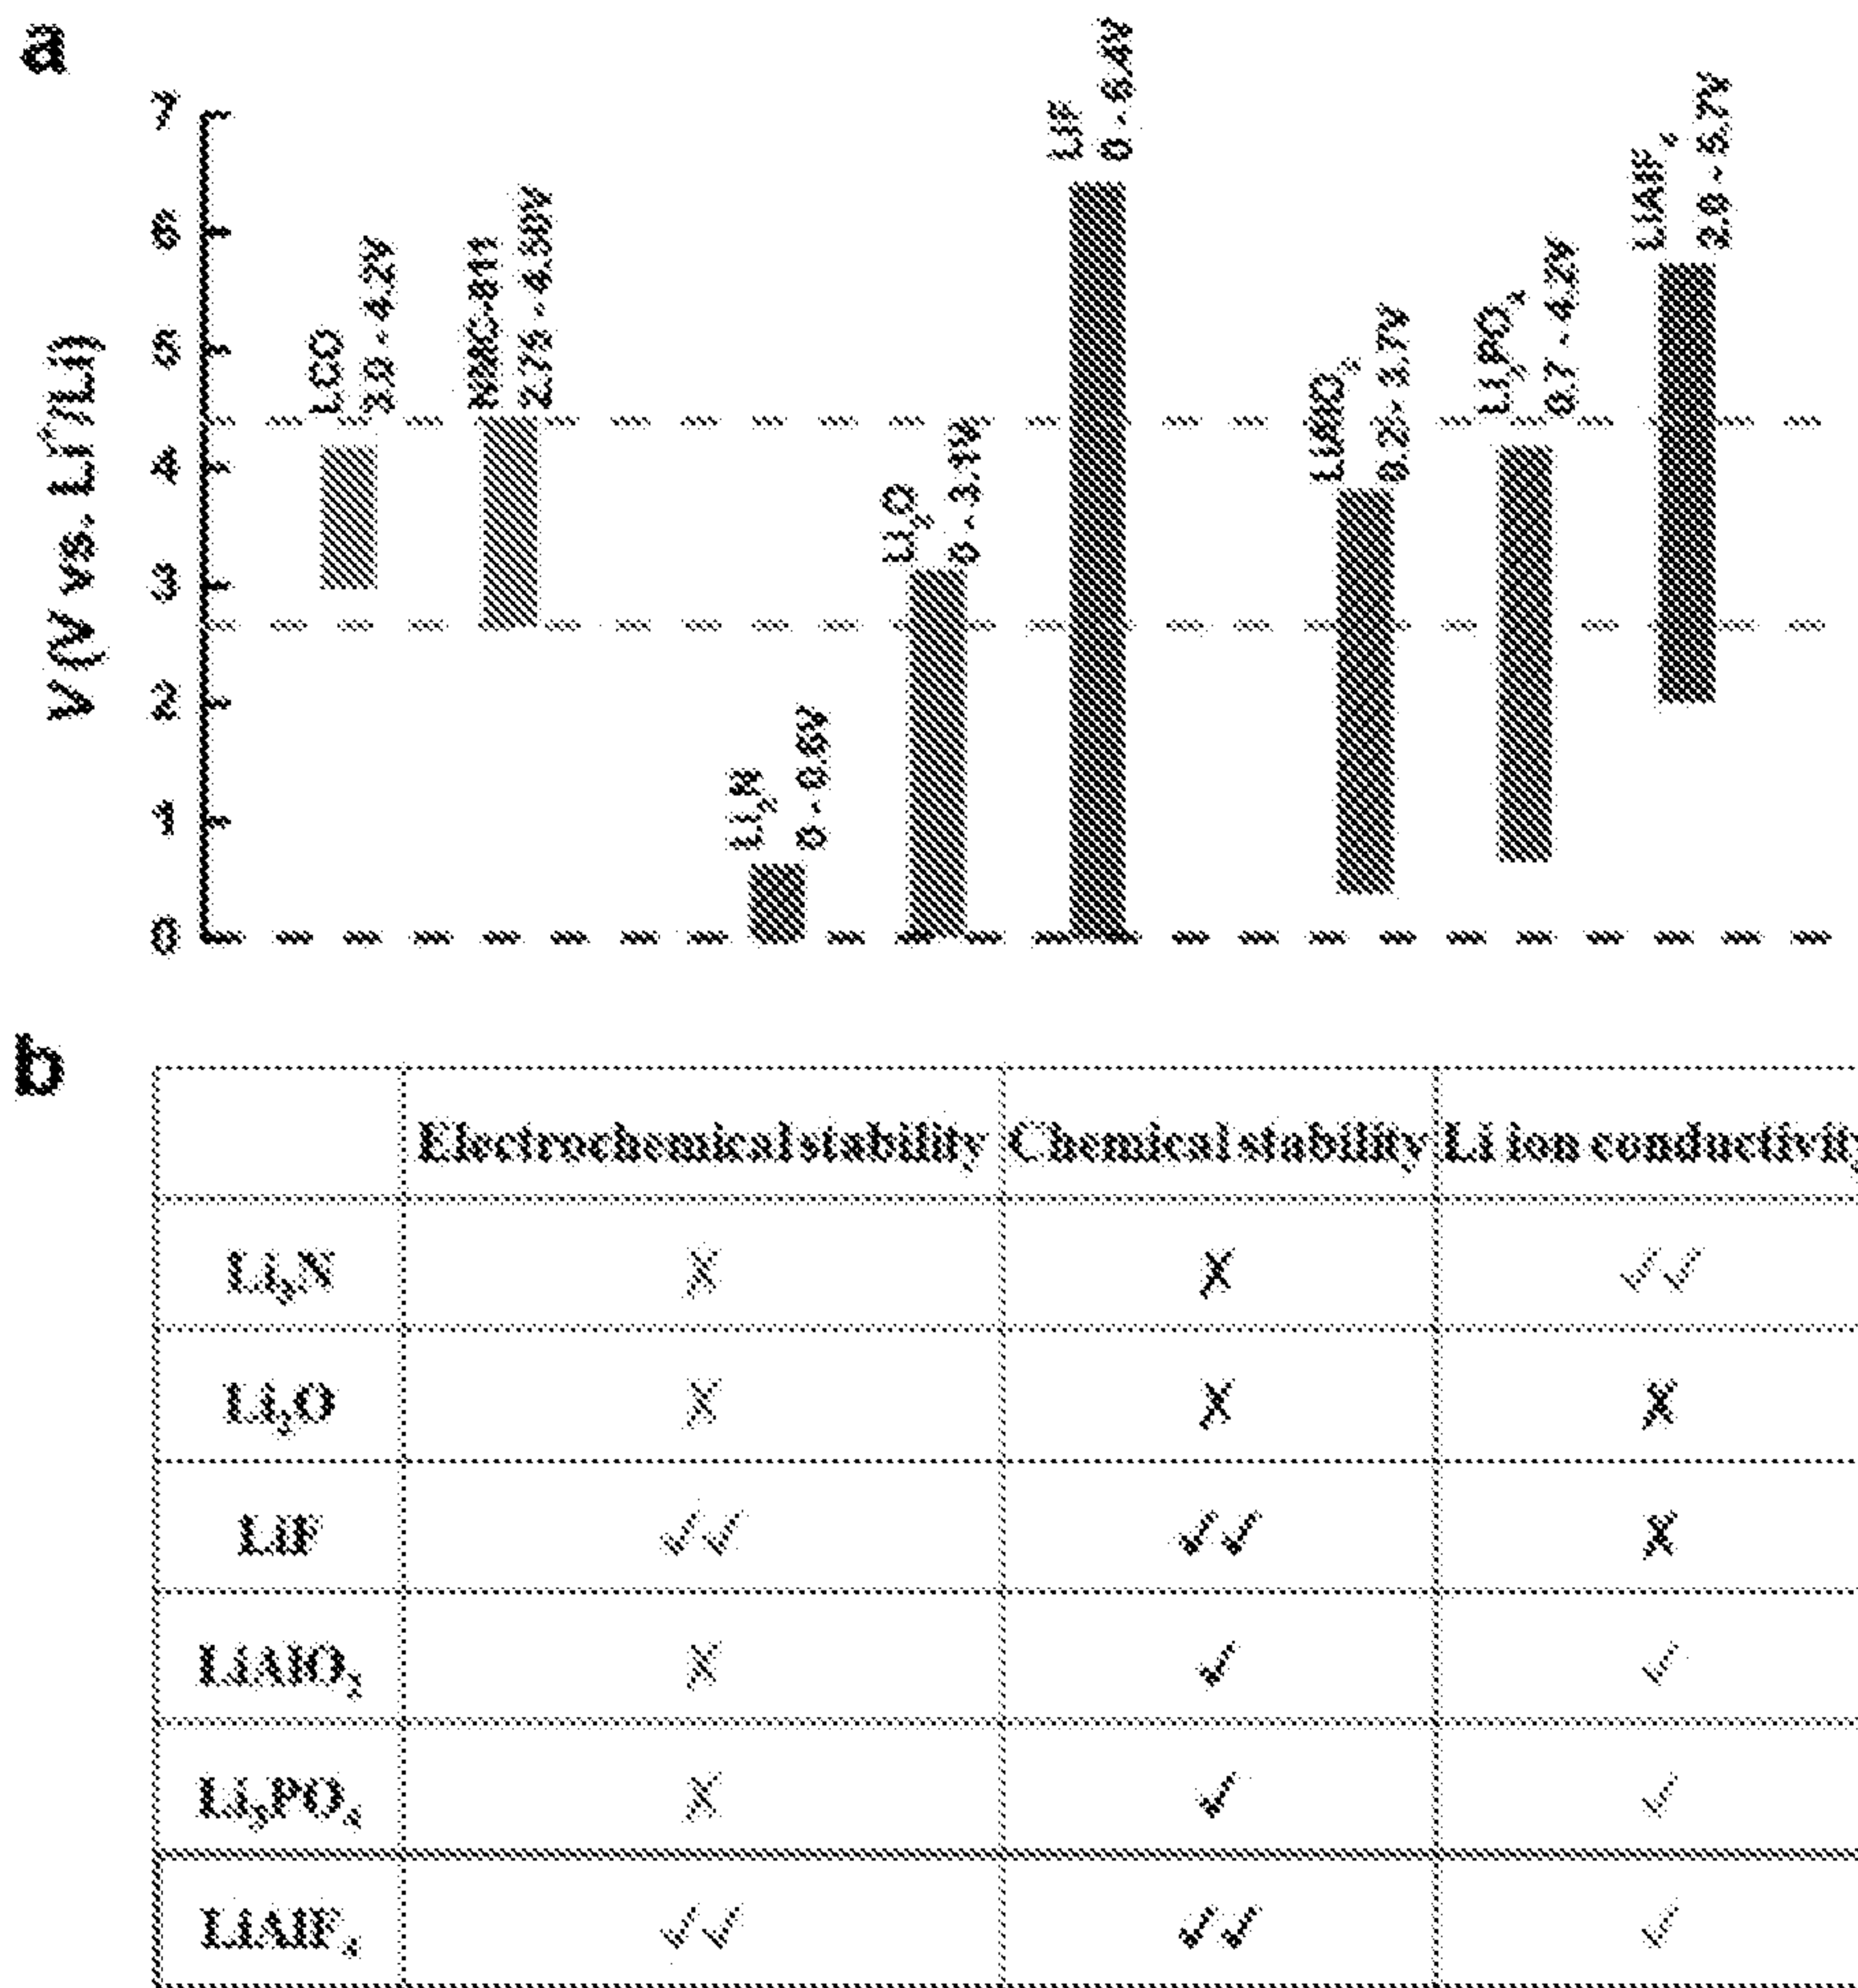 a
V (V vs. Li⁺/Li)
7
6
5
4
3
2
1
0
LCO
3.0 ~ 4.2V
NMC-811
2.75 ~ 4.50V
Li₃N
0 ~ 0.6V
Li₂O
0 ~ 3.1V
LiF
0 ~ 6.4V
LiAlO₂
0.2 ~ 3.7V
Li₃PO₄
0.7 ~ 4.2V
LiAlF₄
2.0 ~ 5.7V
b
Electrochemical stability Chemical stability Li ion conductivity
Li₃N ✗ ✗ ✓✓
Li₂O ✗ ✗ ✗
LiF ✓✓ ✓✓ ✗
LiAlO₂ ✗ ✓ ✓
Li₃PO₄ ✗ ✓ ✓
LiAlF₄ ✓✓ ✓✓ ✓